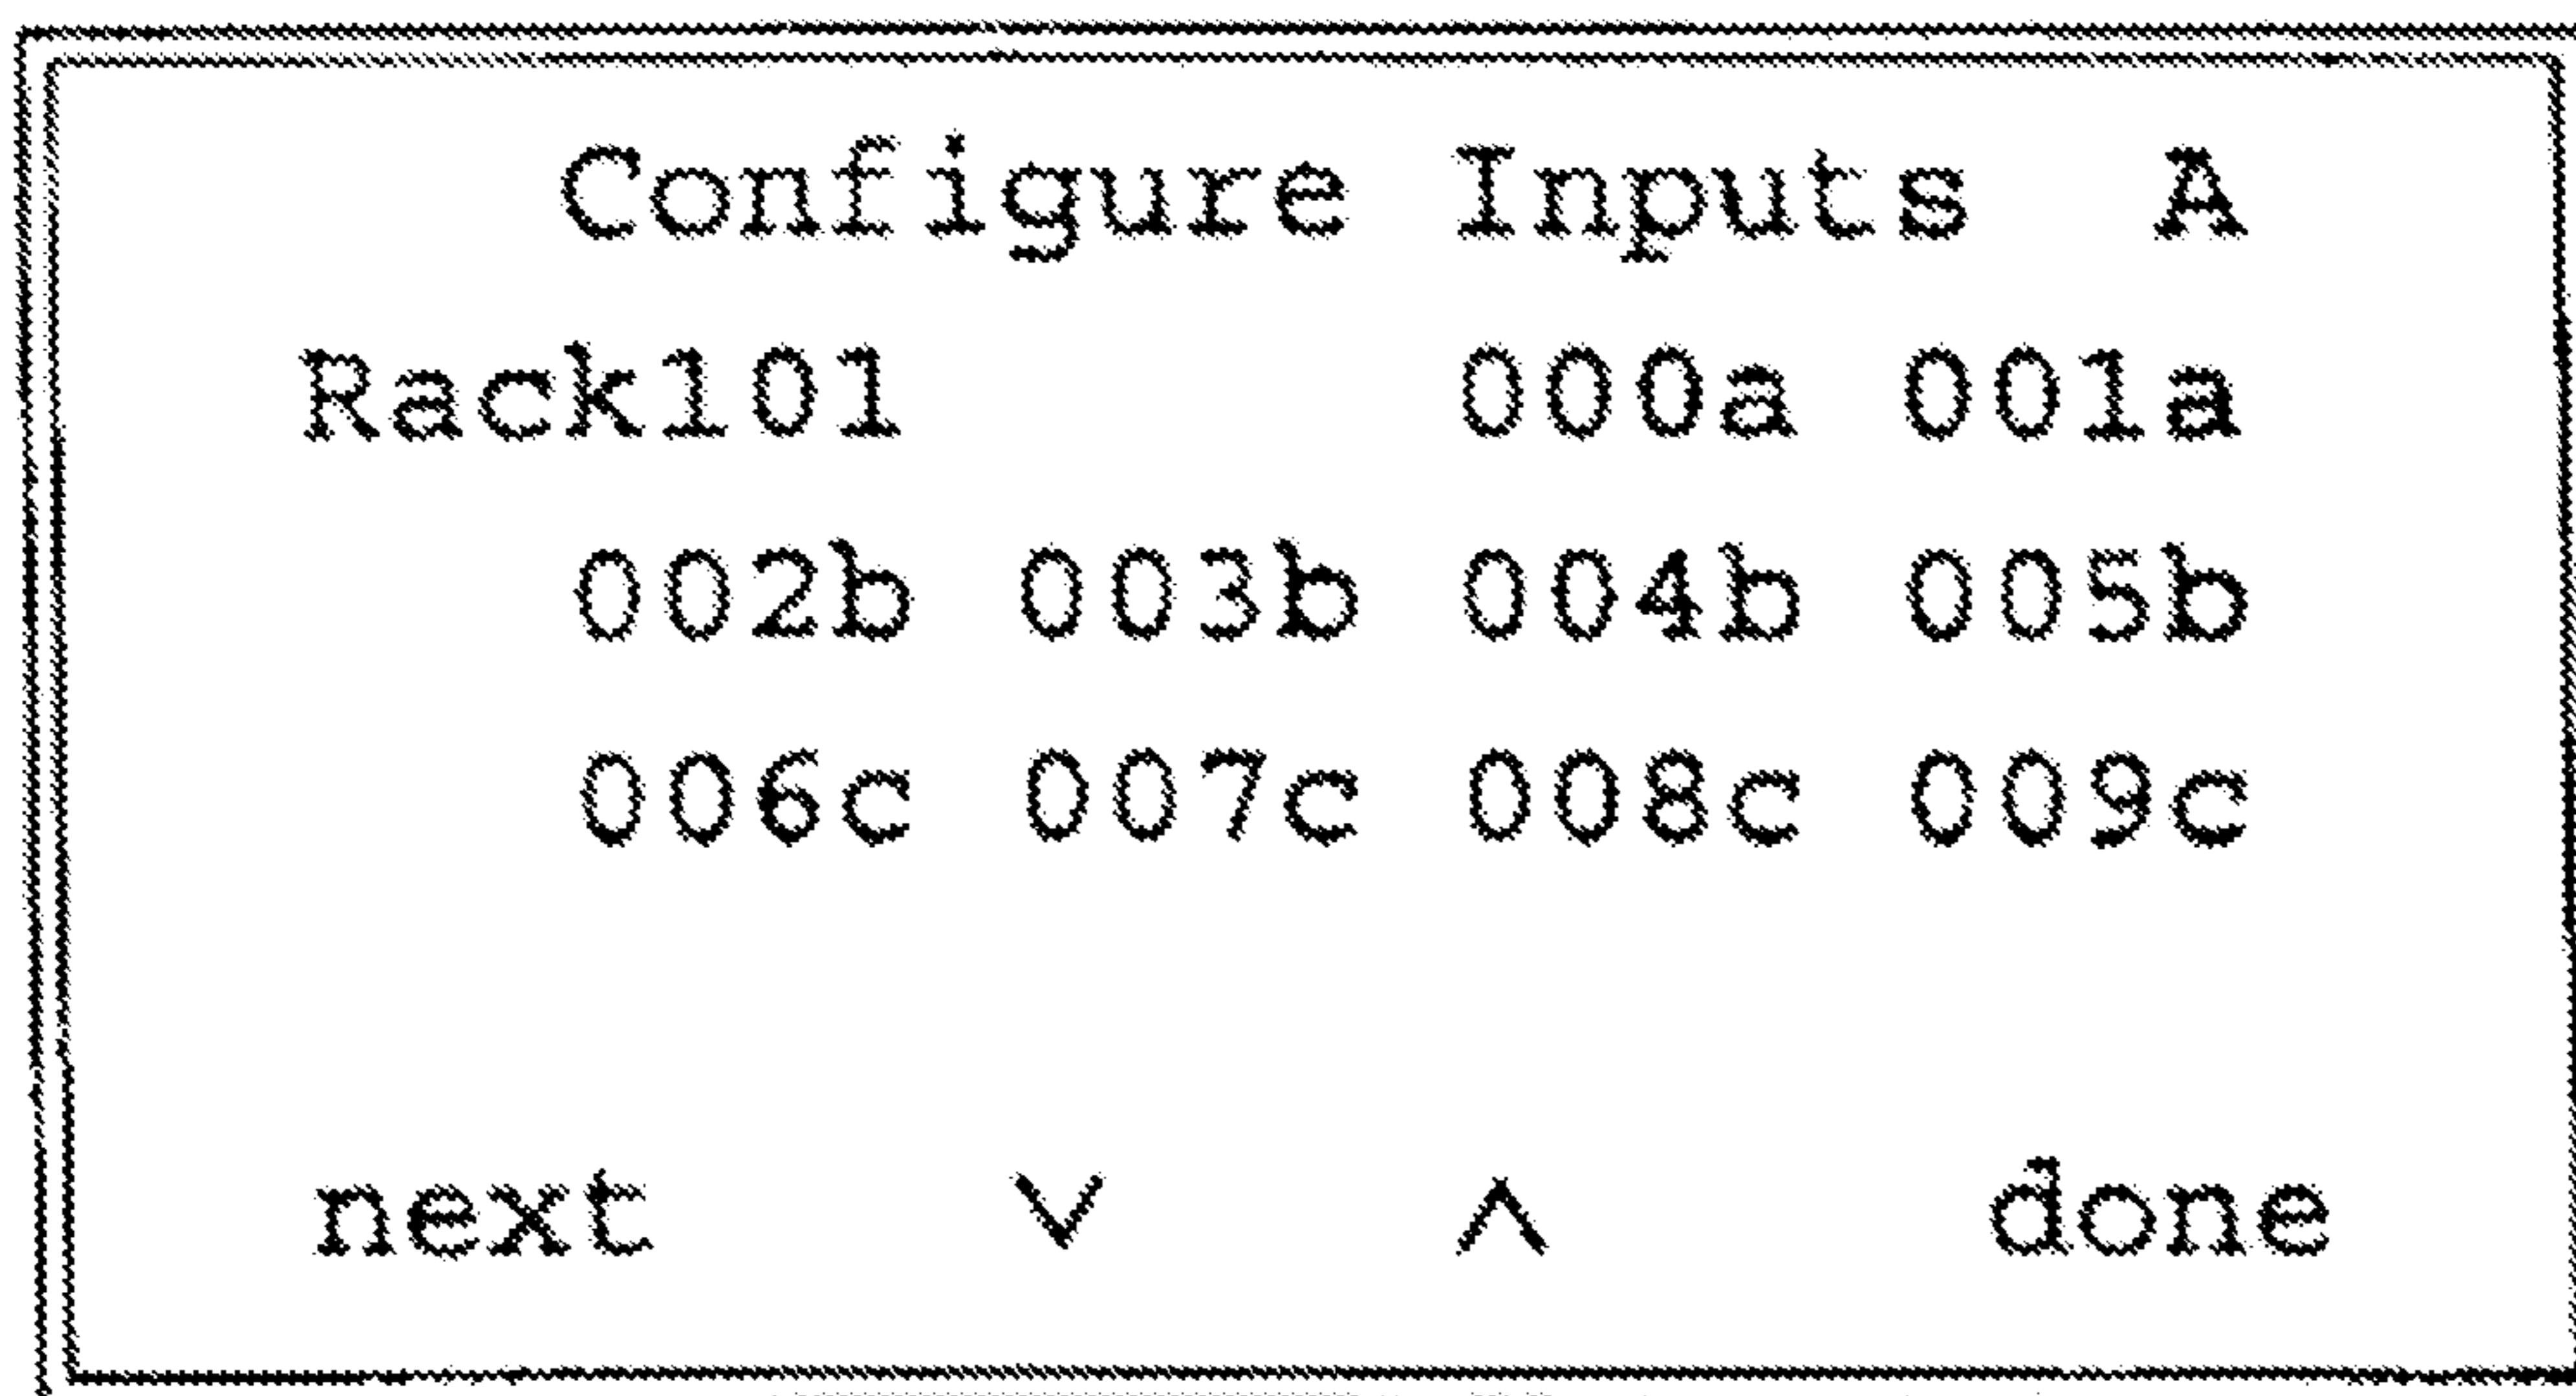 Configure Inputs A
Rack101 000a 001a
002b 003b 004b 005b
006c 007c 008c 009c
next ∨ ∧ done